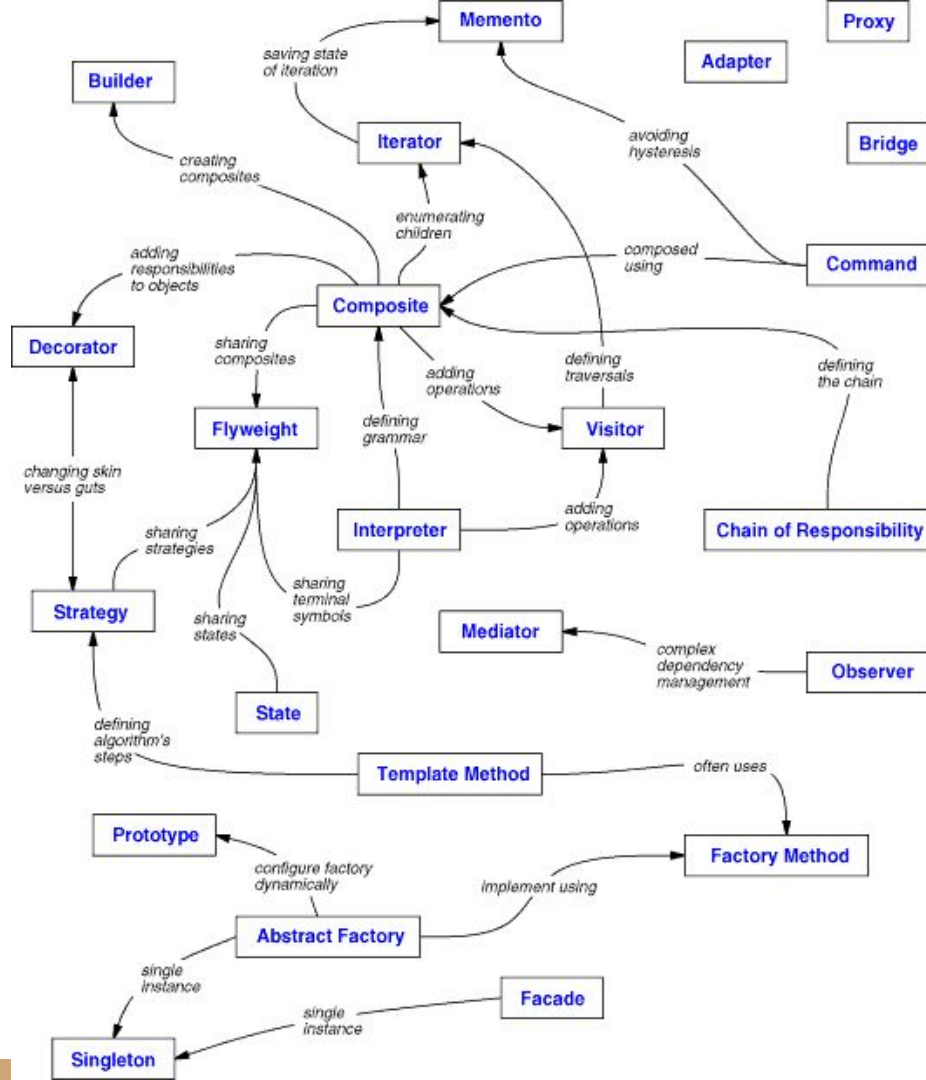 Memento
Proxy
saving state
of iteration
Adapter
Builder
avoiding
hysteresis
Iterator
Bridge
creating
composites
enumerating
children
adding
responsibilities
to objects
composed
using
Command
Composite
Decorator
sharing
composites
adding
operations
defining
traversals
defining
the chain
defining
grammar
Flyweight
Visitor
changing skin
versus guts
sharing
strategies
Interpreter
adding
operations
Chain of Responsibility
sharing
terminal
symbols
Strategy
sharing
states
Mediator
complex
dependency
management
Observer
State
defining
algorithm's
steps
Template Method
often uses
Prototype
configure factory
dynamically
Factory Method
implement using
Abstract Factory
single
instance
Facade
single
instance
Singleton